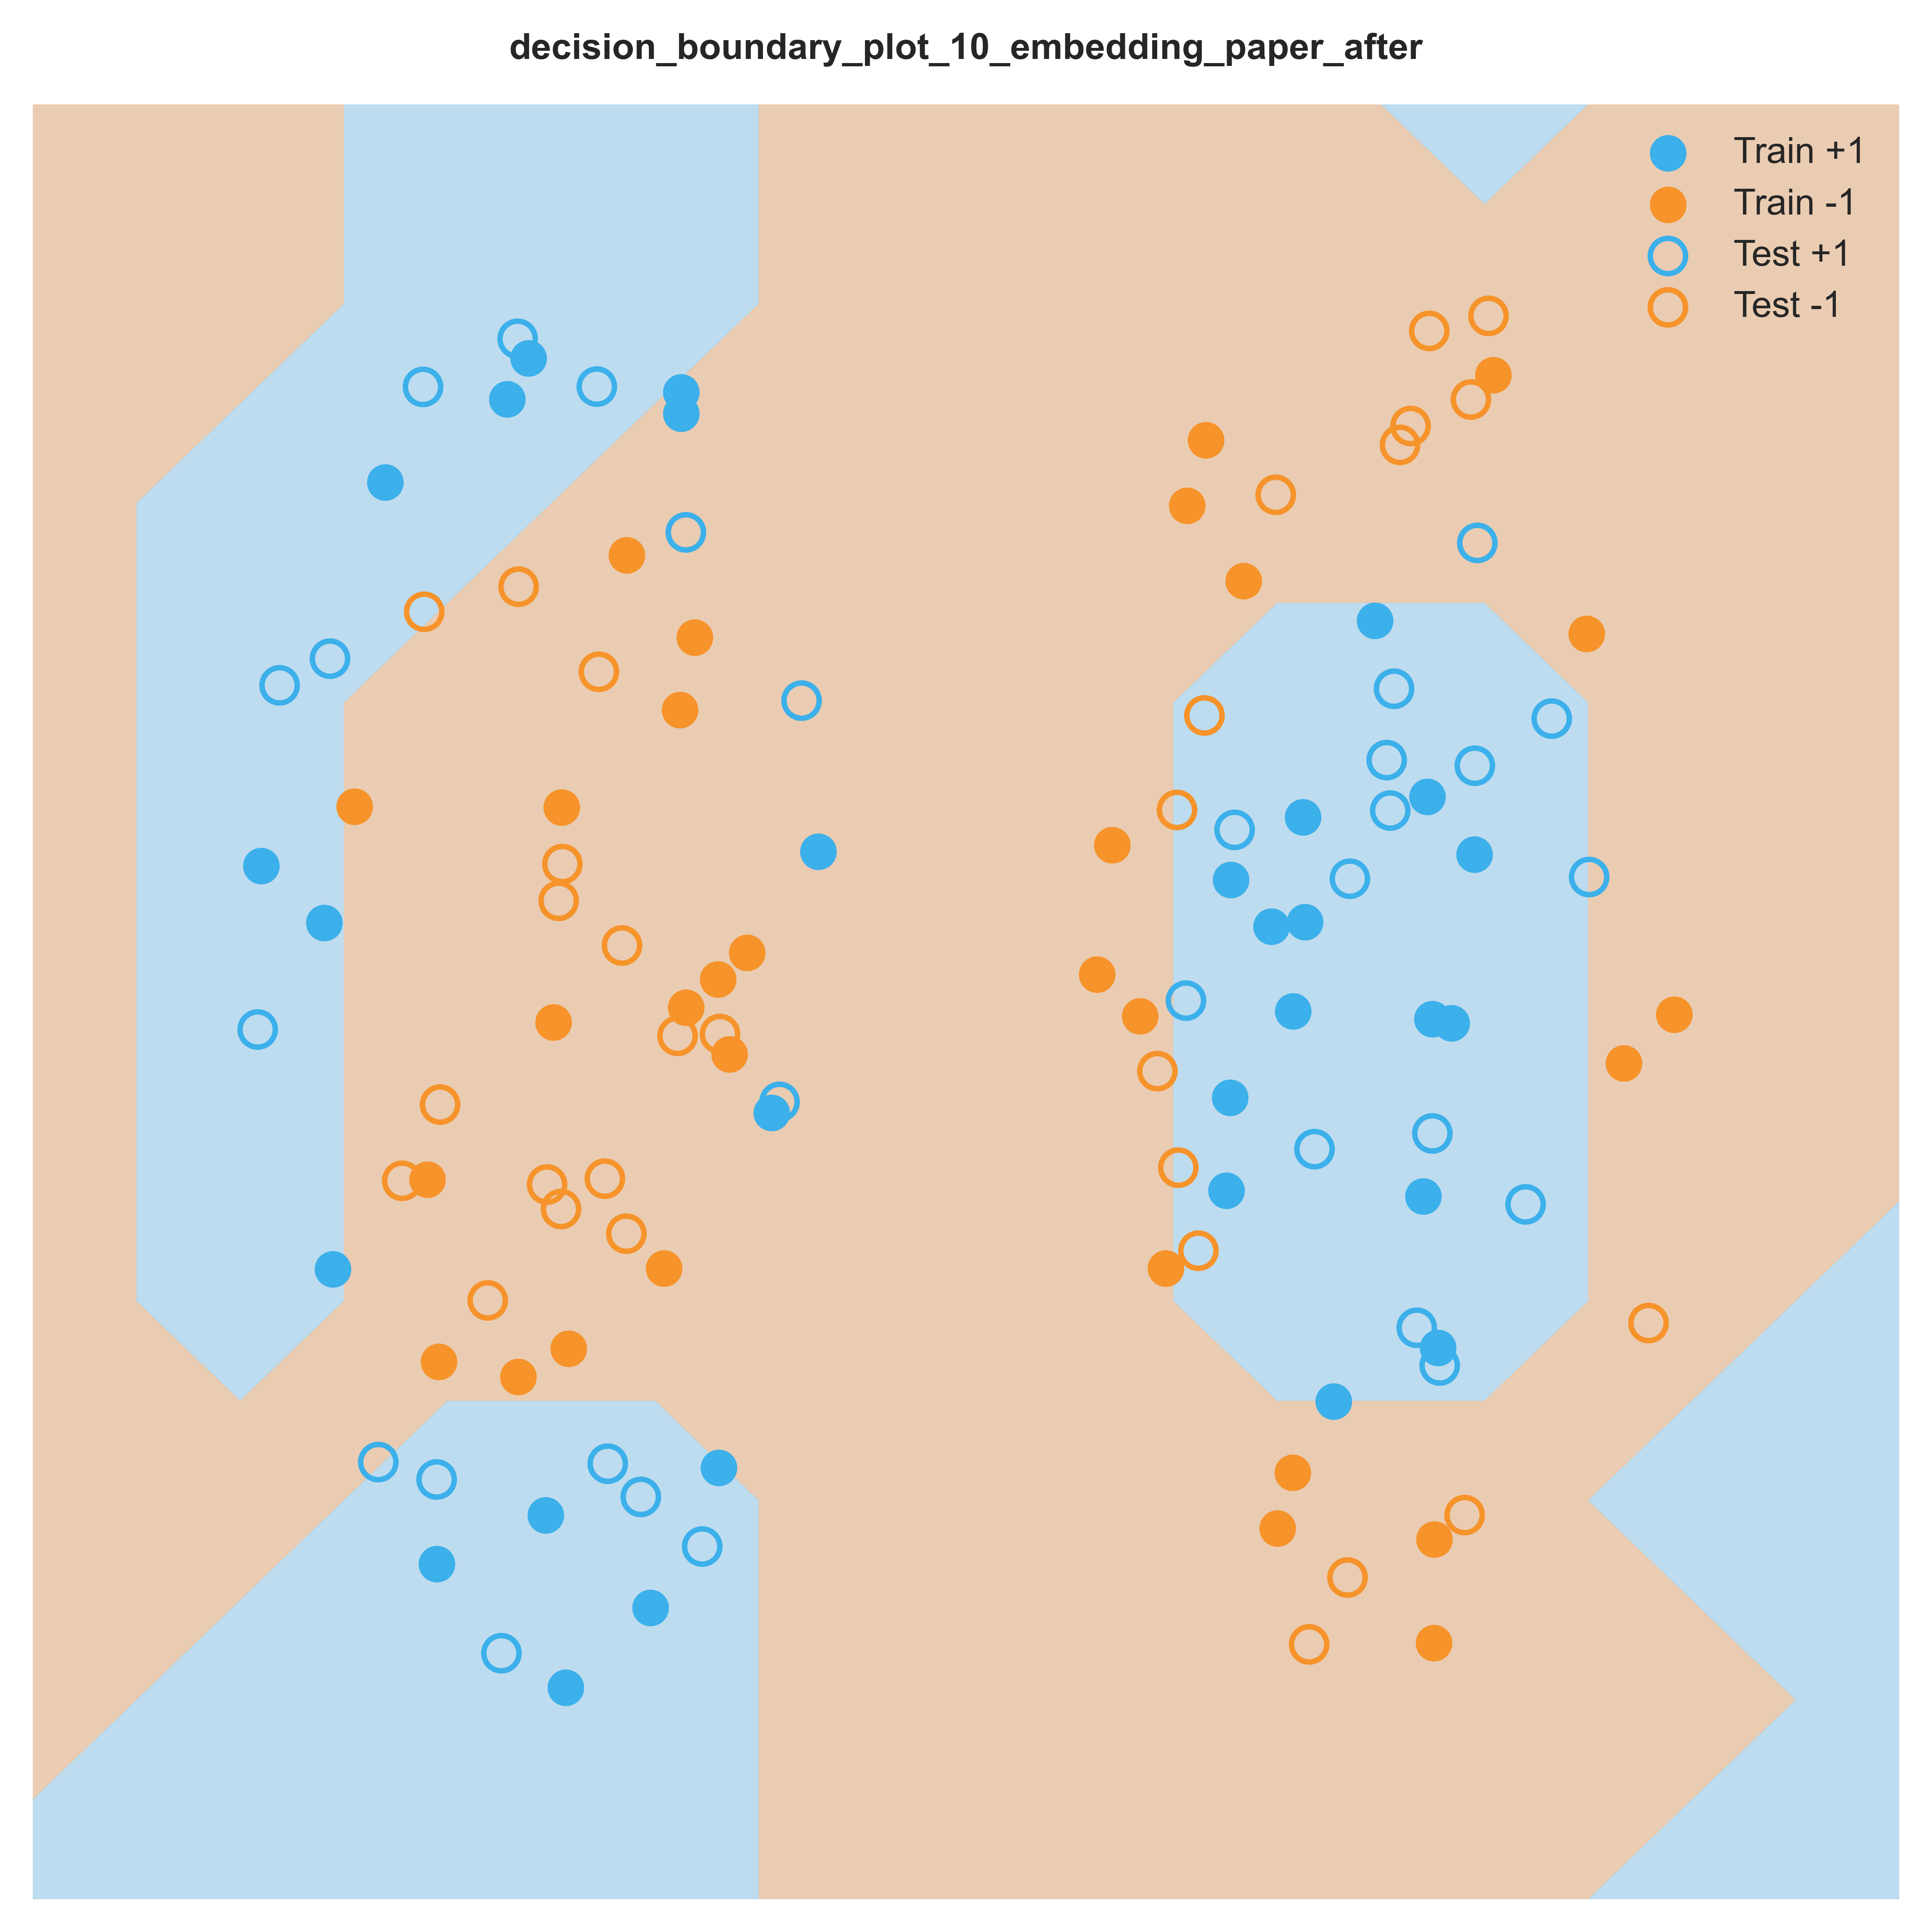 decision_boundary_plot_10_embedding_paper_after
Train +1
Train -1
Test +1
Test -1